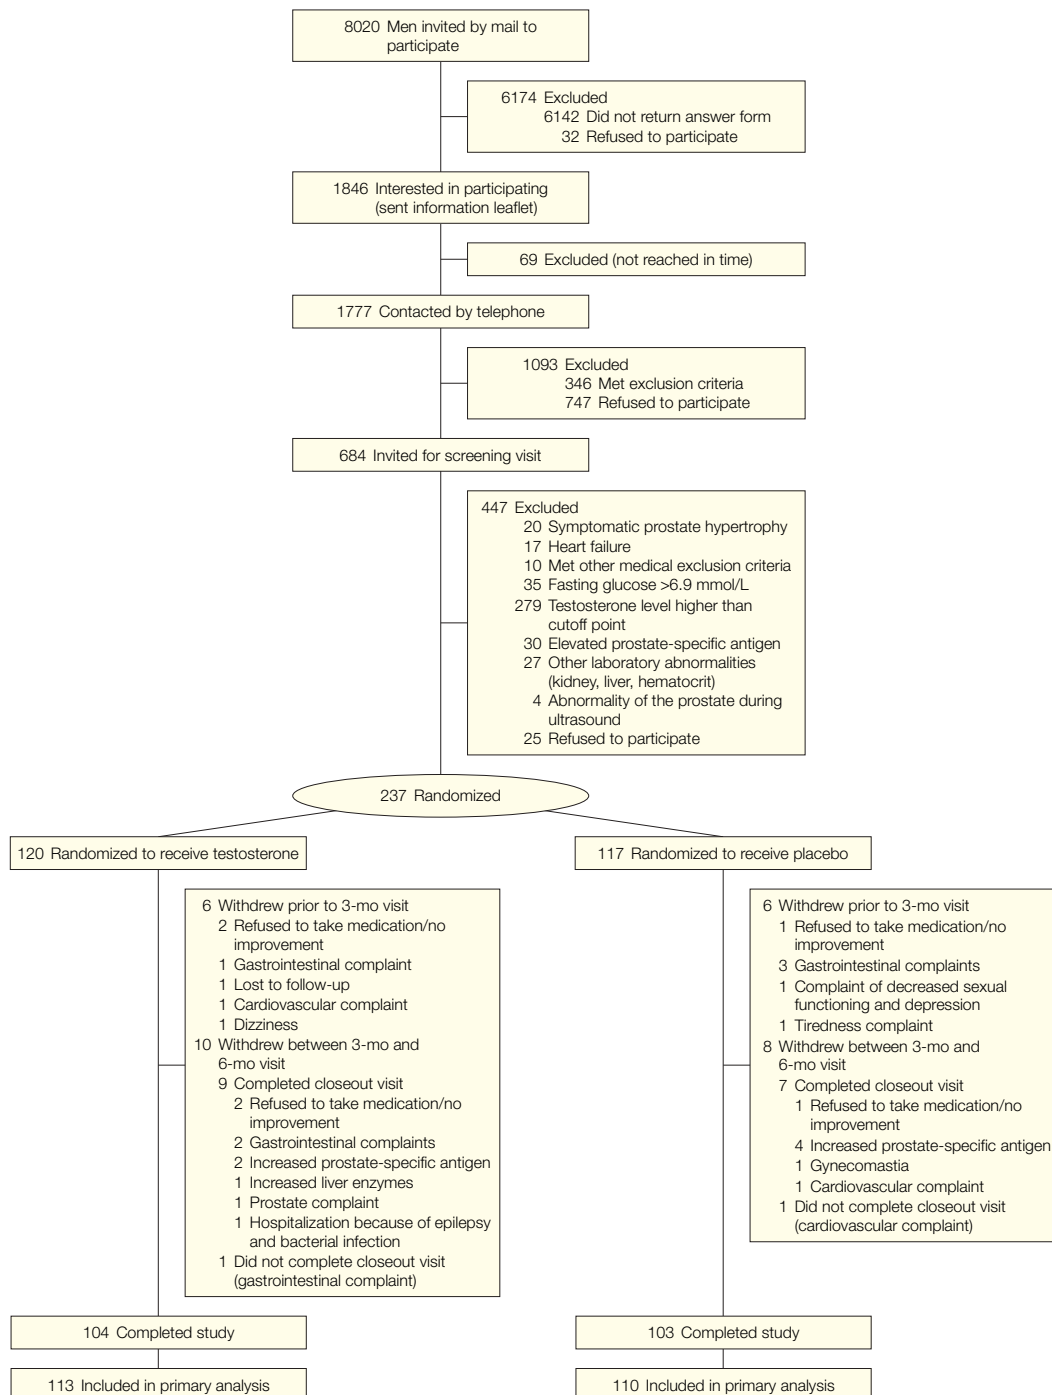 8020 Men invited by mail to
participate
6174 Excluded
6142 Did not return answer form
32 Refused to participate
1846 Interested in participating
(sent information leaflet)
69 Excluded (not reached in time)
1777 Contacted by telephone
1093 Excluded
346 Met exclusion criteria
747 Refused to participate
684 Invited for screening visit
447 Excluded
20 Symptomatic prostate hypertrophy
17 Heart failure
10 Met other medical exclusion criteria
35 Fasting glucose >6.9 mmol/L
279 Testosterone level higher than
cutoff point
30 Elevated prostate-specific antigen
27 Other laboratory abnormalities
(kidney, liver, hematocrit)
4 Abnormality of the prostate during
ultrasound
25 Refused to participate
237 Randomized
120 Randomized to receive testosterone
6 Withdrew prior to 3-mo visit
2 Refused to take medication/no
improvement
1 Gastrointestinal complaint
1 Lost to follow-up
1 Cardiovascular complaint
1 Dizziness
10 Withdrew between 3-mo and
6-mo visit
9 Completed closeout visit
2 Refused to take medication/no
improvement
2 Gastrointestinal complaints
2 Increased prostate-specific antigen
1 Increased liver enzymes
1 Prostate complaint
1 Hospitalization because of epilepsy
and bacterial infection
1 Did not complete closeout visit
(gastrointestinal complaint)
104 Completed study
113 Included in primary analysis
117 Randomized to receive placebo
6 Withdrew prior to 3-mo visit
1 Refused to take medication/no
improvement
3 Gastrointestinal complaints
1 Complaint of decreased sexual
functioning and depression
1 Tiredness complaint
8 Withdrew between 3-mo and
6-mo visit
7 Completed closeout visit
1 Refused to take medication/no
improvement
4 Increased prostate-specific antigen
1 Gynecomastia
1 Cardiovascular complaint
1 Did not complete closeout visit
(cardiovascular complaint)
103 Completed study
110 Included in primary analysis